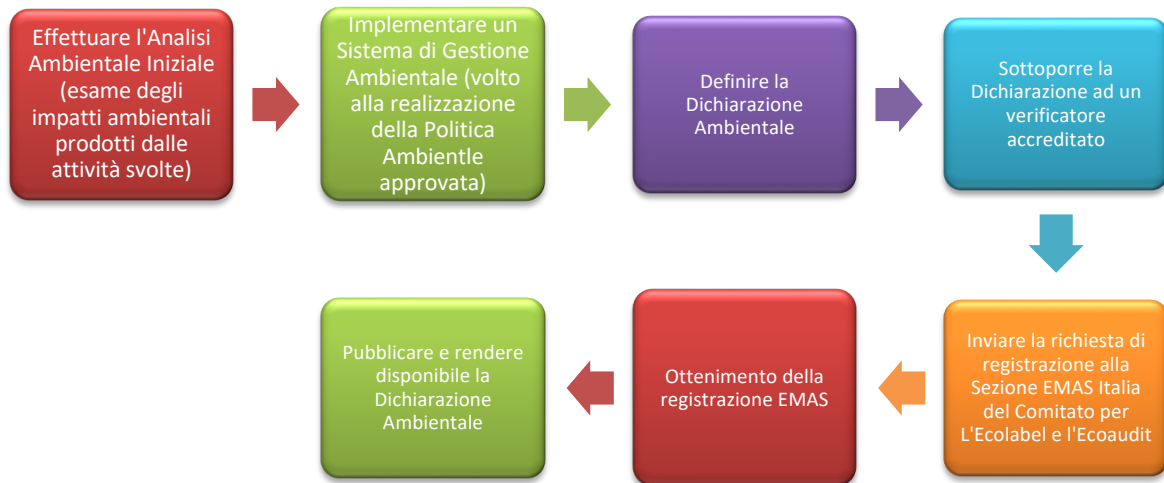 Effettuare l'Analisi
Ambientale Iniziale
(esame degli
impatti ambientali
prodotti dalle
attività svolte)
Implementare un
Sistema di Gestione
Ambientale (volto
alla realizzazione
della Politica
Ambientle
approvata)
Definire la
Dichiarazione
Ambientale
Sottoporre la
Dichiarazione ad un
verificatore
accreditato
Inviare la richiesta di
registrazione alla
Sezione EMAS Italia
del Comitato per
L'Ecolabel e l'Ecoaudit
Ottenimento della
registrazione EMAS
Pubblicare e rendere
disponibile la
Dichiarazione
Ambientale